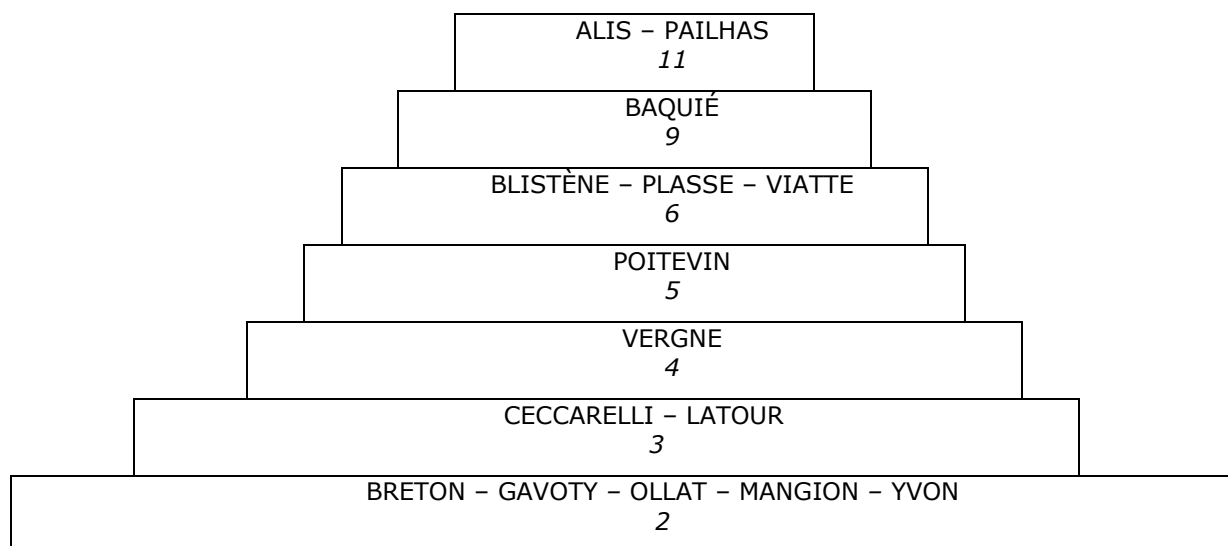 ALIS – PAILHAS
11
BAQUIÉ
9
BLISTÈNE – PLASSE – VIATTE
6
POITEVIN
5
VERGNE
4
CECCARELLI – LATOUR
3
BRETON – GAVOTY – OLLAT – MANGION – YVON
2